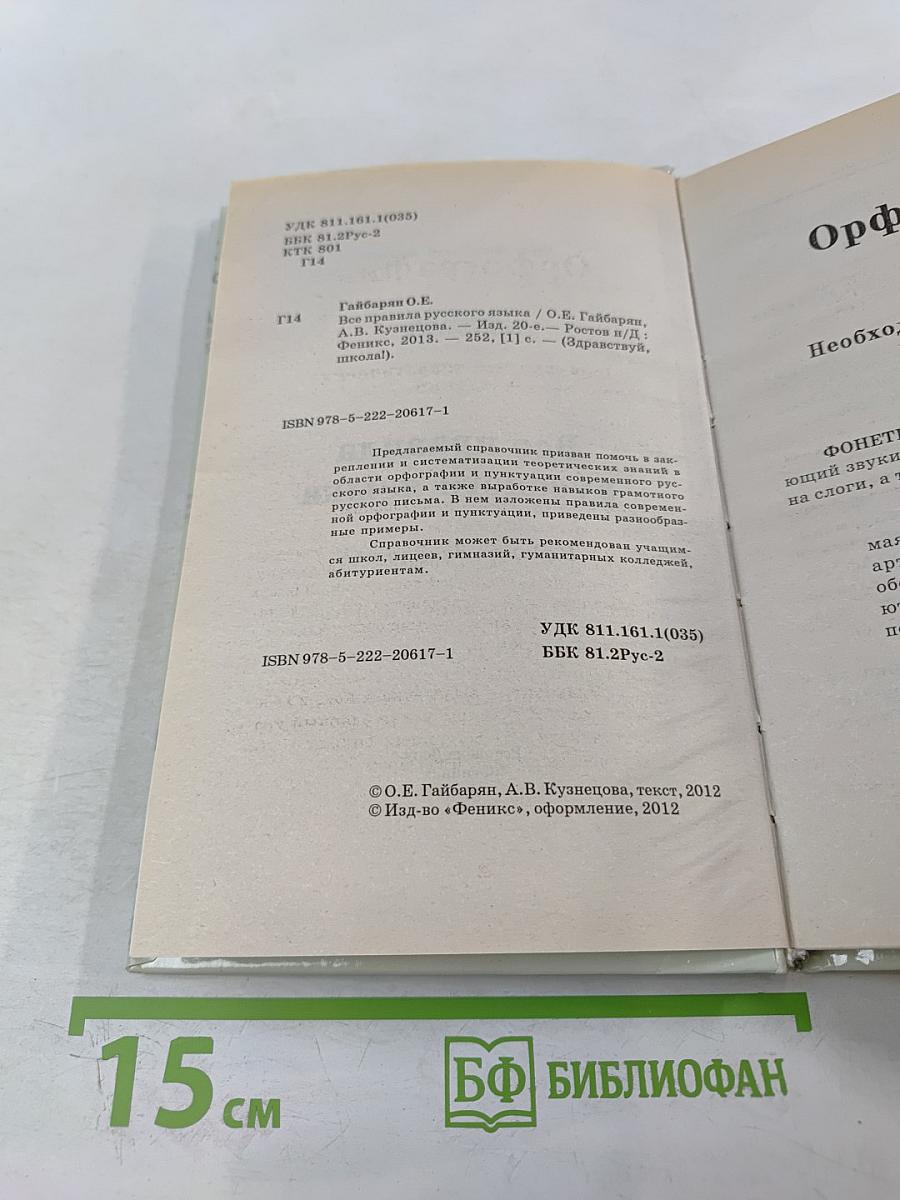 УДК 811.161.1(035)
ББК 81.2Рус-2
КТК 801
Г14
Гайбарян О.Е.
Г14 Все правила русского языка / О.Е. Гайбарян,
А.В. Кузнецова. — Изд. 20-е.— Ростов н/Д :
Феникс, 2013. — 252, [1] с. — (Здравствуй,
школа!).
ISBN 978-5-222-20617-1
Предлагаемый справочник призван помочь в зак-
реплении и систематизации теоретических знаний в
области орфографии и пунктуации современного рус-
ского языка, а также выработке навыков грамотного
русского письма. В нем изложены правила современ-
ной орфографии и пунктуации, приведены разнообраз-
ные примеры.
Справочник может быть рекомендован учащим-
ся школ, лицеев, гимназий, гуманитарных колледжей,
абитуриентам.
УДК 811.161.1(035)
ISBN 978-5-222-20617-1 ББК 81.2Рус-2
© О.Е. Гайбарян, А.В. Кузнецова, текст, 2012
© Изд-во «Феникс», оформление, 2012
Орф
Необход
ФОНЕТИ
ющий звуки
на слоги, а т
мая
арт
обо
ют
по
15 см
БФ БИБЛИОФАН